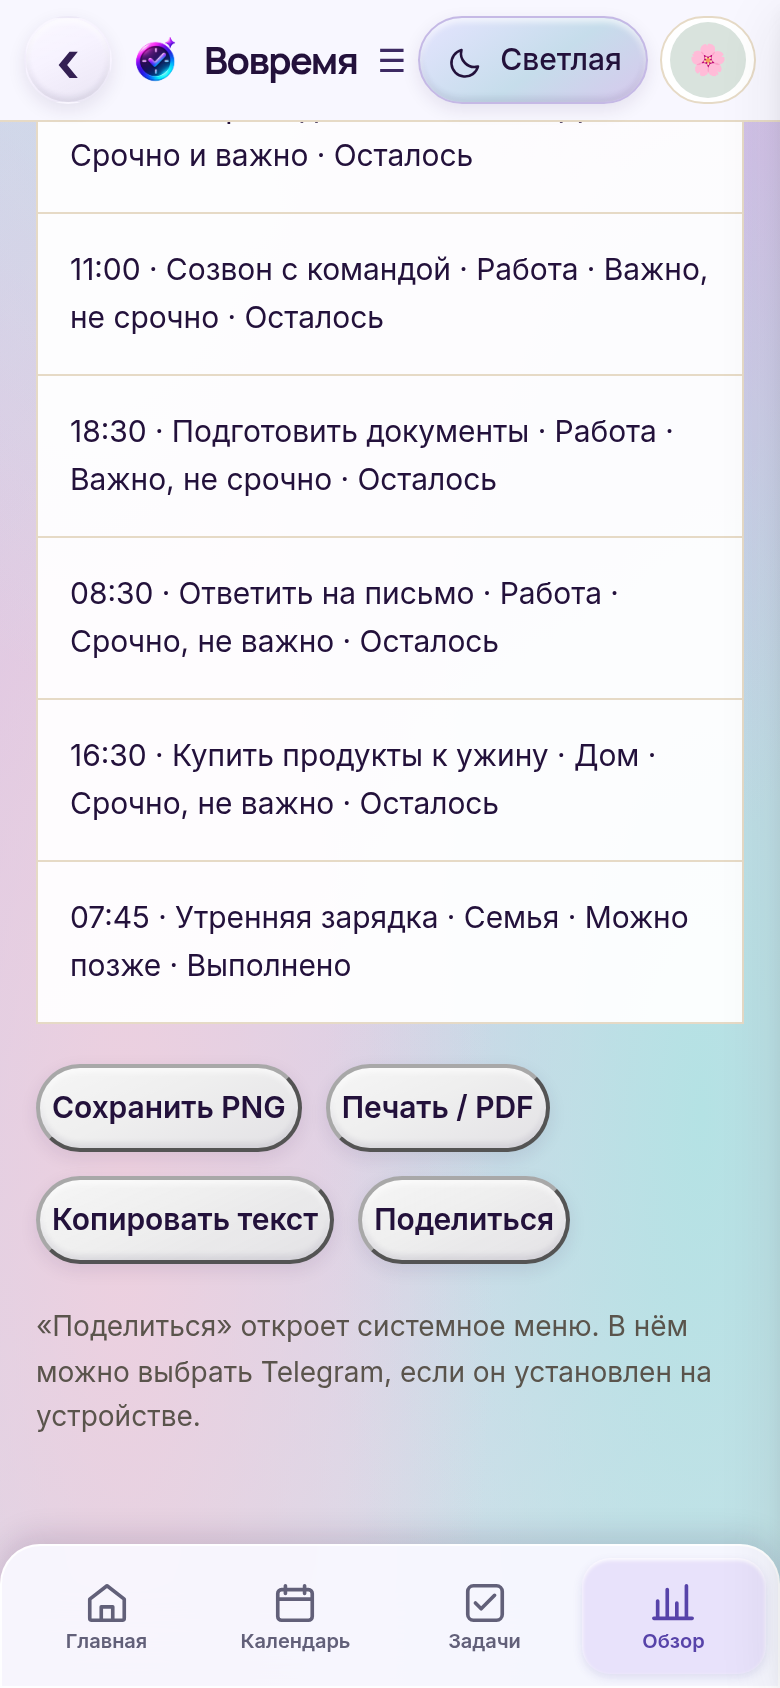 Вовремя
Светлая
Срочно и важно · Осталось
11:00 · Созвон с командой · Работа · Важно,
не срочно · Осталось
18:30 · Подготовить документы · Работа ·
Важно, не срочно · Осталось
08:30 · Ответить на письмо · Работа ·
Срочно, не важно · Осталось
16:30 · Купить продукты к ужину · Дом ·
Срочно, не важно · Осталось
07:45 · Утренняя зарядка · Семья · Можно
позже · Выполнено
Сохранить PNG
Печать / PDF
Копировать текст
Поделиться
«Поделиться» откроет системное меню. В нём
можно выбрать Telegram, если он установлен на
устройстве.
Главная
Календарь
Задачи
Обзор